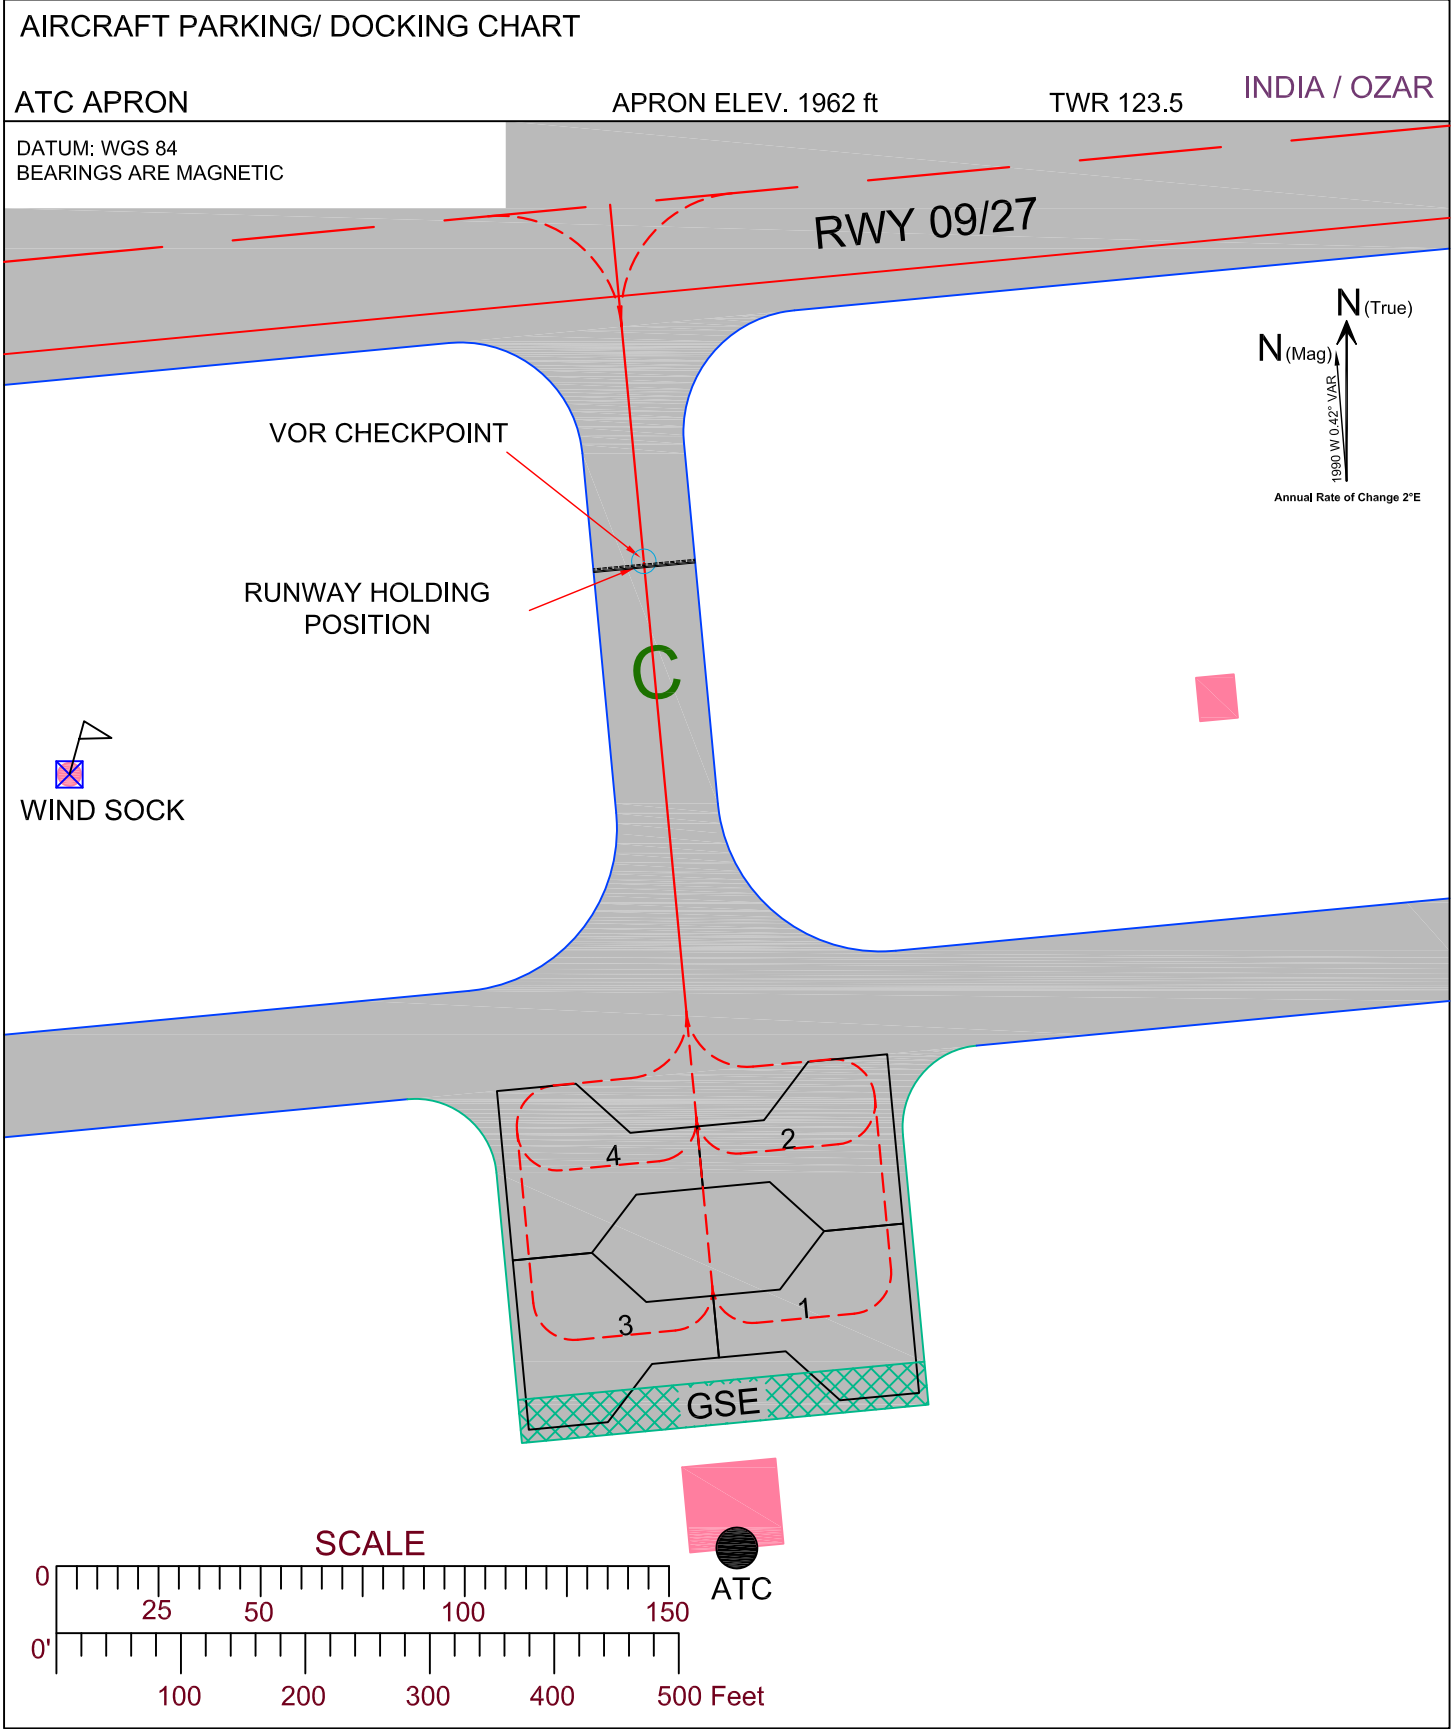 AIRCRAFT PARKING/ DOCKING CHART
ATC APRON
APRON ELEV. 1962 ft
TWR 123.5
INDIA / OZAR
DATUM: WGS 84
BEARINGS ARE MAGNETIC
RWY 09/27
N (True)
N (Mag)
1990 W 0.42° VAR
Annual Rate of Change 2°E
VOR CHECKPOINT
RUNWAY HOLDING
POSITION
C
WIND SOCK
4
2
3
1
GSE
ATC
SCALE
0
25 50 100 150
0'
100 200 300 400 500 Feet